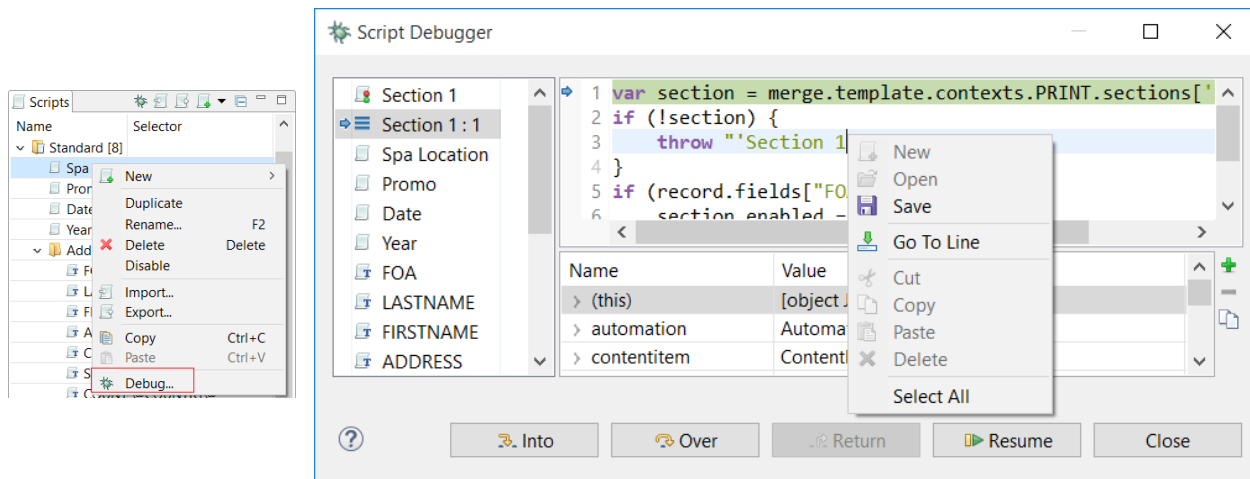 Scripts
Name Selector
Standard [8]
Spa
Date
Year
New
Duplicate
Rename... F2
Delete Delete
Disable
Import...
Export...
Copy Ctrl+C
Paste Ctrl+V
Debug...
Script Debugger
Section 1
Section 1 : 1
Spa Location
Promo
Date
Year
FOA
LASTNAME
FIRSTNAME
ADDRESS
1 var section = merge.template.contexts.PRINT.sections['
2 if (!section) {
3 throw "'Section 1
4 }
5 if (record.fields["FO
6 section.enabled =
New
Open
Save
Go To Line
Cut
Copy
Paste
Delete
Select All
Name Value
(this) [object
automation
contentitem
Into
Over
Return
Resume
Close